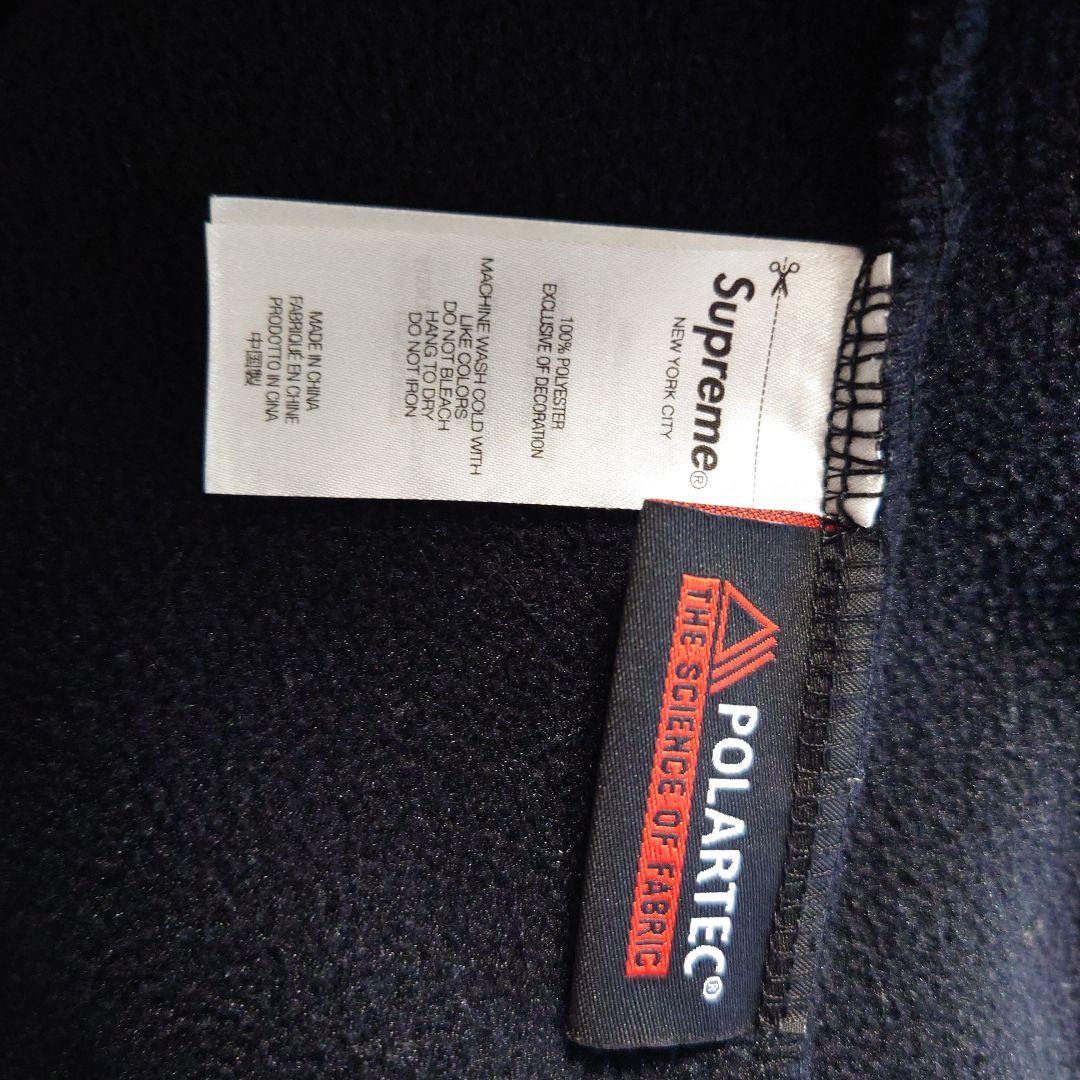 Supreme®
NEW YORK CITY
100% POLYESTER
EXCLUSIVE OF DECORATION
MACHINE WASH COLD WITH
LIKE COLORS
DO NOT BLEACH
HANG TO DRY
DO NOT IRON
MADE IN CHINA
FABRIQUE EN CHINE
PRODOTTO IN CINA
中国製
POLARTEC®
THE SCIENCE OF FABRIC